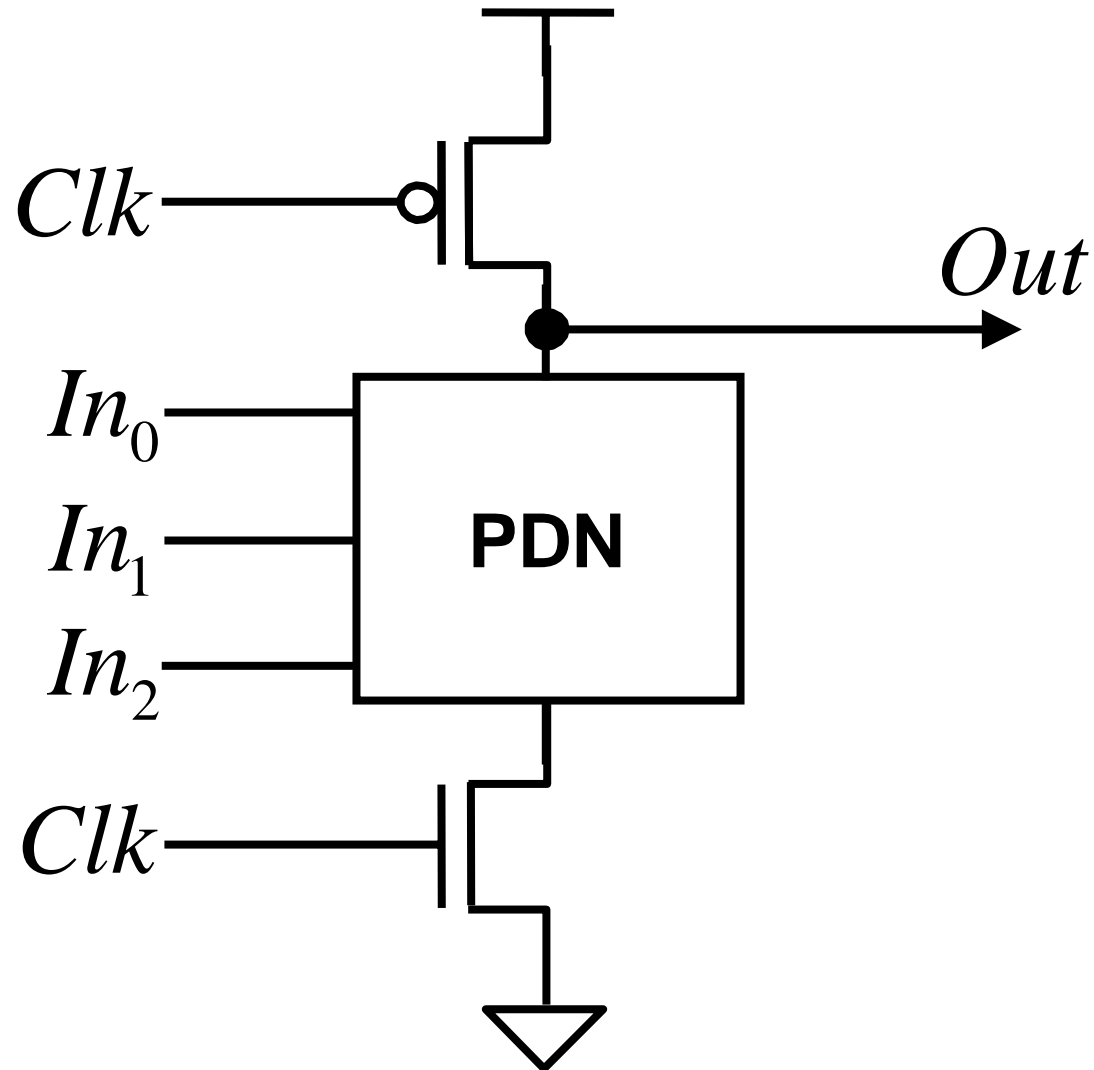 Clk
Out
In₀
In₁
PDN
In₂
Clk